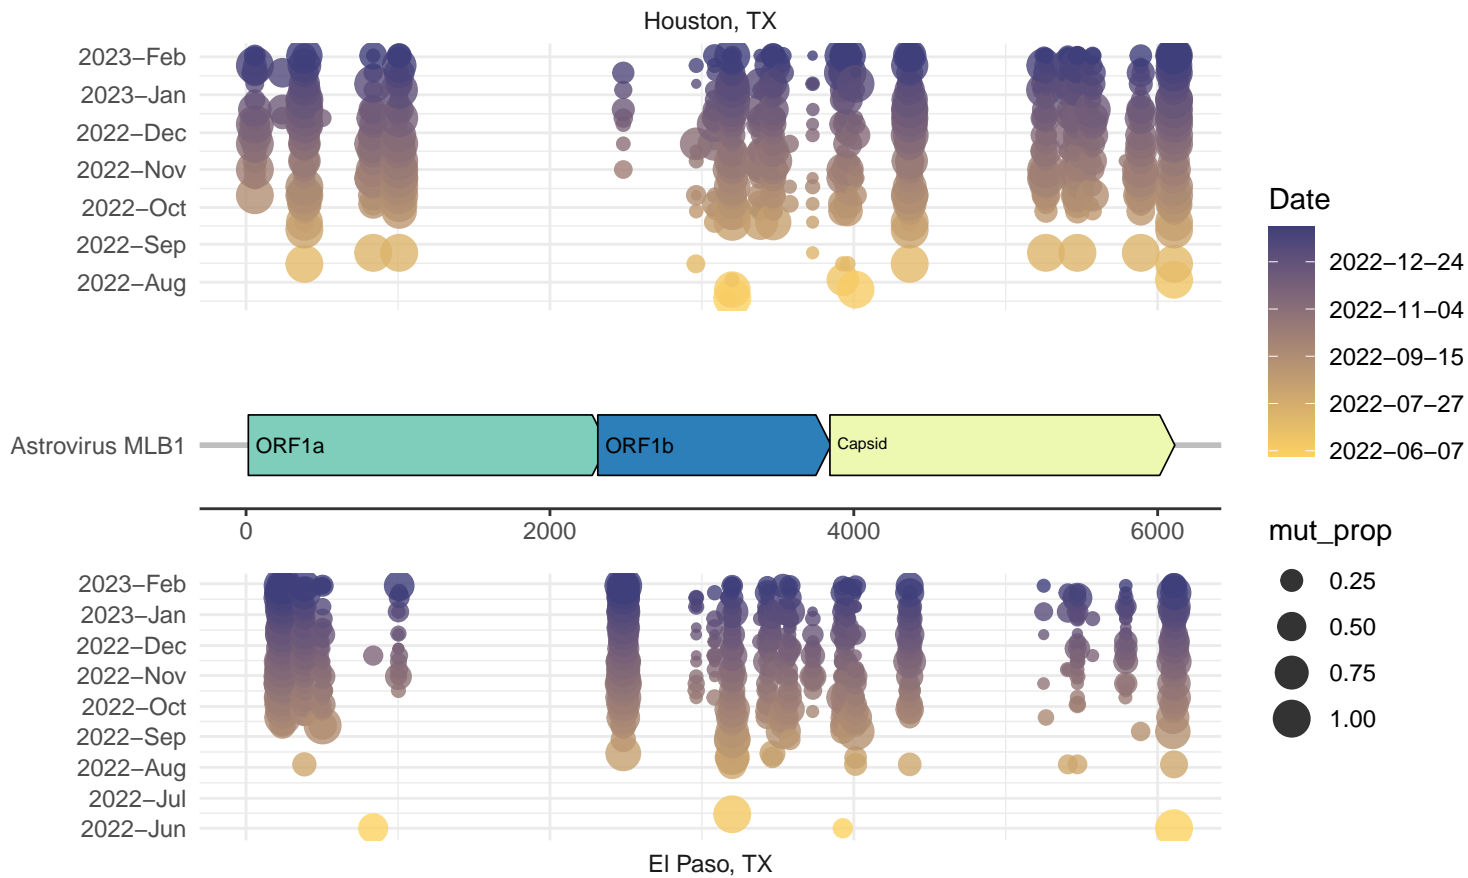 Houston, TX
2023−Feb
2023−Jan
2022−Dec
2022−Nov
2022−Oct
2022−Sep
2022−Aug
Astrovirus MLB1
ORF1a
ORF1b
Capsid
0
2000
4000
6000
2023−Feb
2023−Jan
2022−Dec
2022−Nov
2022−Oct
2022−Sep
2022−Aug
2022−Jul
2022−Jun
El Paso, TX
Date
2022−12−24
2022−11−04
2022−09−15
2022−07−27
2022−06−07
mut_prop
0.25
0.50
0.75
1.00